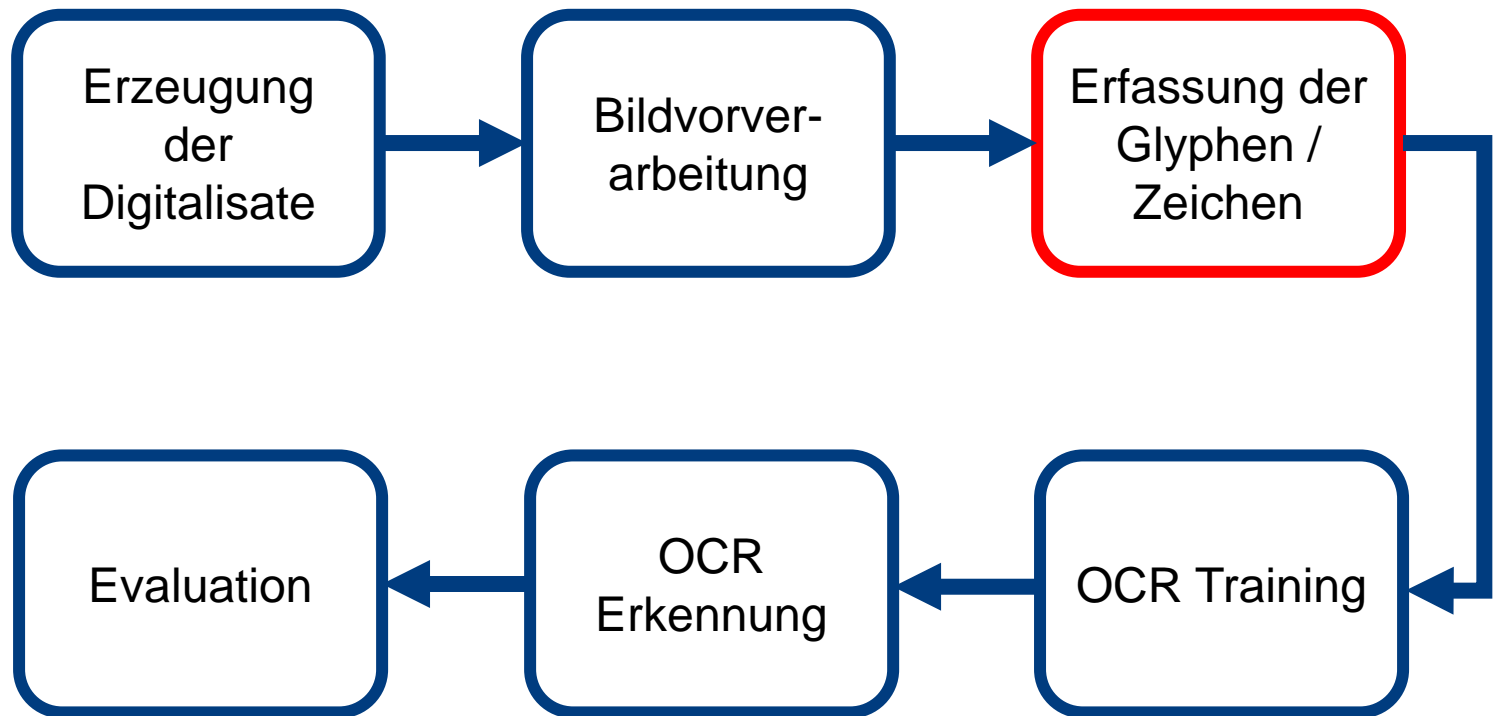 Erzeugung
der
Digitalisate
Bildvorver-
arbeitung
Erfassung der
Glyphen /
Zeichen
OCR Training
OCR
Erkennung
Evaluation